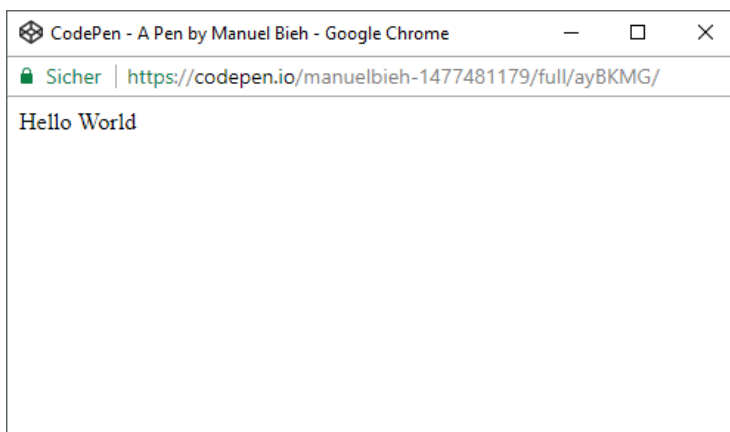 CodePen - A Pen by Manuel Bieh - Google Chrome
Sicher | https://codepen.io/manuelbieh-1477481179/full/ayBKMG/
Hello World